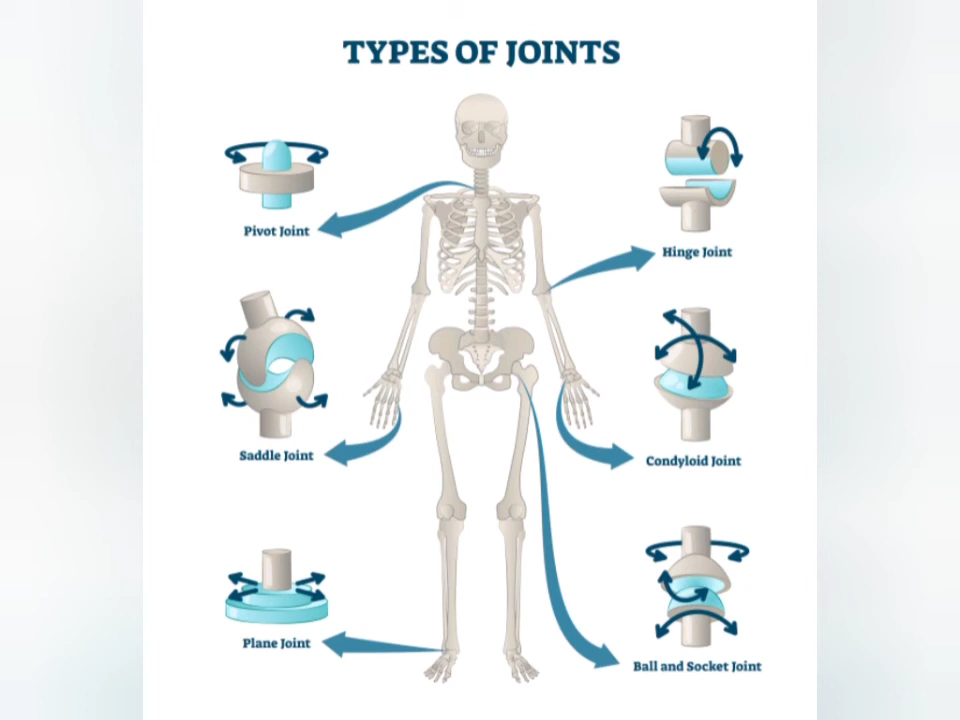 TYPES OF JOINTS
Pivot Joint
Hinge Joint
Saddle Joint
Condyloid Joint
Plane Joint
Ball and Socket Joint